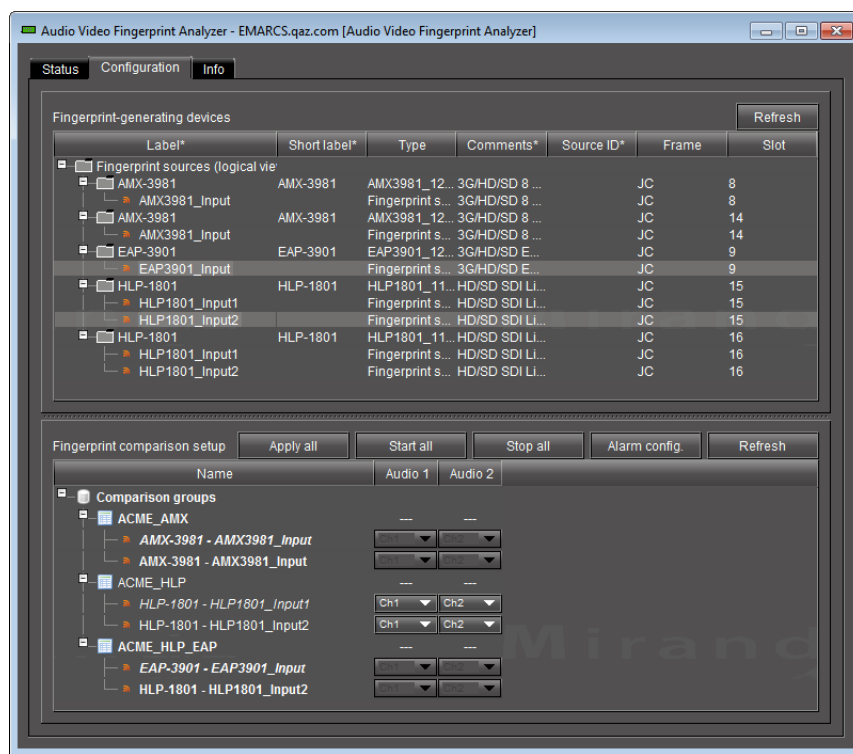 Audio Video Fingerprint Analyzer - EMARCS.qaz.com [Audio Video Fingerprint Analyzer]
Status Configuration Info
Fingerprint-generating devices Refresh
Label* Short label* Type Comments* Source ID* Frame Slot
Fingerprint sources (logical vie
AMX-3981 AMX-3981 AMX3981_12... 3G/HD/SD 8 ... JC 8
AMX3981_Input Fingerprint s... 3G/HD/SD 8 ... JC 8
AMX-3981 AMX-3981 AMX3981_12... 3G/HD/SD 8 ... JC 14
AMX3981_Input Fingerprint s... 3G/HD/SD 8 ... JC 14
EAP-3901 EAP-3901 EAP3901_12... 3G/HD/SD E... JC 9
EAP3901_Input Fingerprint s... 3G/HD/SD E... JC 9
HLP-1801 HLP-1801 HLP1801_11... HD/SD SDI Li... JC 15
HLP1801_Input1 Fingerprint s... HD/SD SDI Li... JC 15
HLP1801_Input2 Fingerprint s... HD/SD SDI Li... JC 15
HLP-1801 HLP-1801 HLP1801_11... HD/SD SDI Li... JC 16
HLP1801_Input1 Fingerprint s... HD/SD SDI Li... JC 16
HLP1801_Input2 Fingerprint s... HD/SD SDI Li... JC 16
Fingerprint comparison setup Apply all Start all Stop all Alarm config. Refresh
Name Audio 1 Audio 2
Comparison groups
ACME_AMX --- ---
AMX-3981 - AMX3981_Input Ch1 Ch2
AMX-3981 - AMX3981_Input Ch1 Ch2
ACME_HLP --- ---
HLP-1801 - HLP1801_Input1 Ch1 Ch2
HLP-1801 - HLP1801_Input2 Ch1 Ch2
ACME_HLP_EAP --- ---
EAP-3901 - EAP3901_Input Ch1 Ch2
HLP-1801 - HLP1801_Input2 Ch1 Ch2